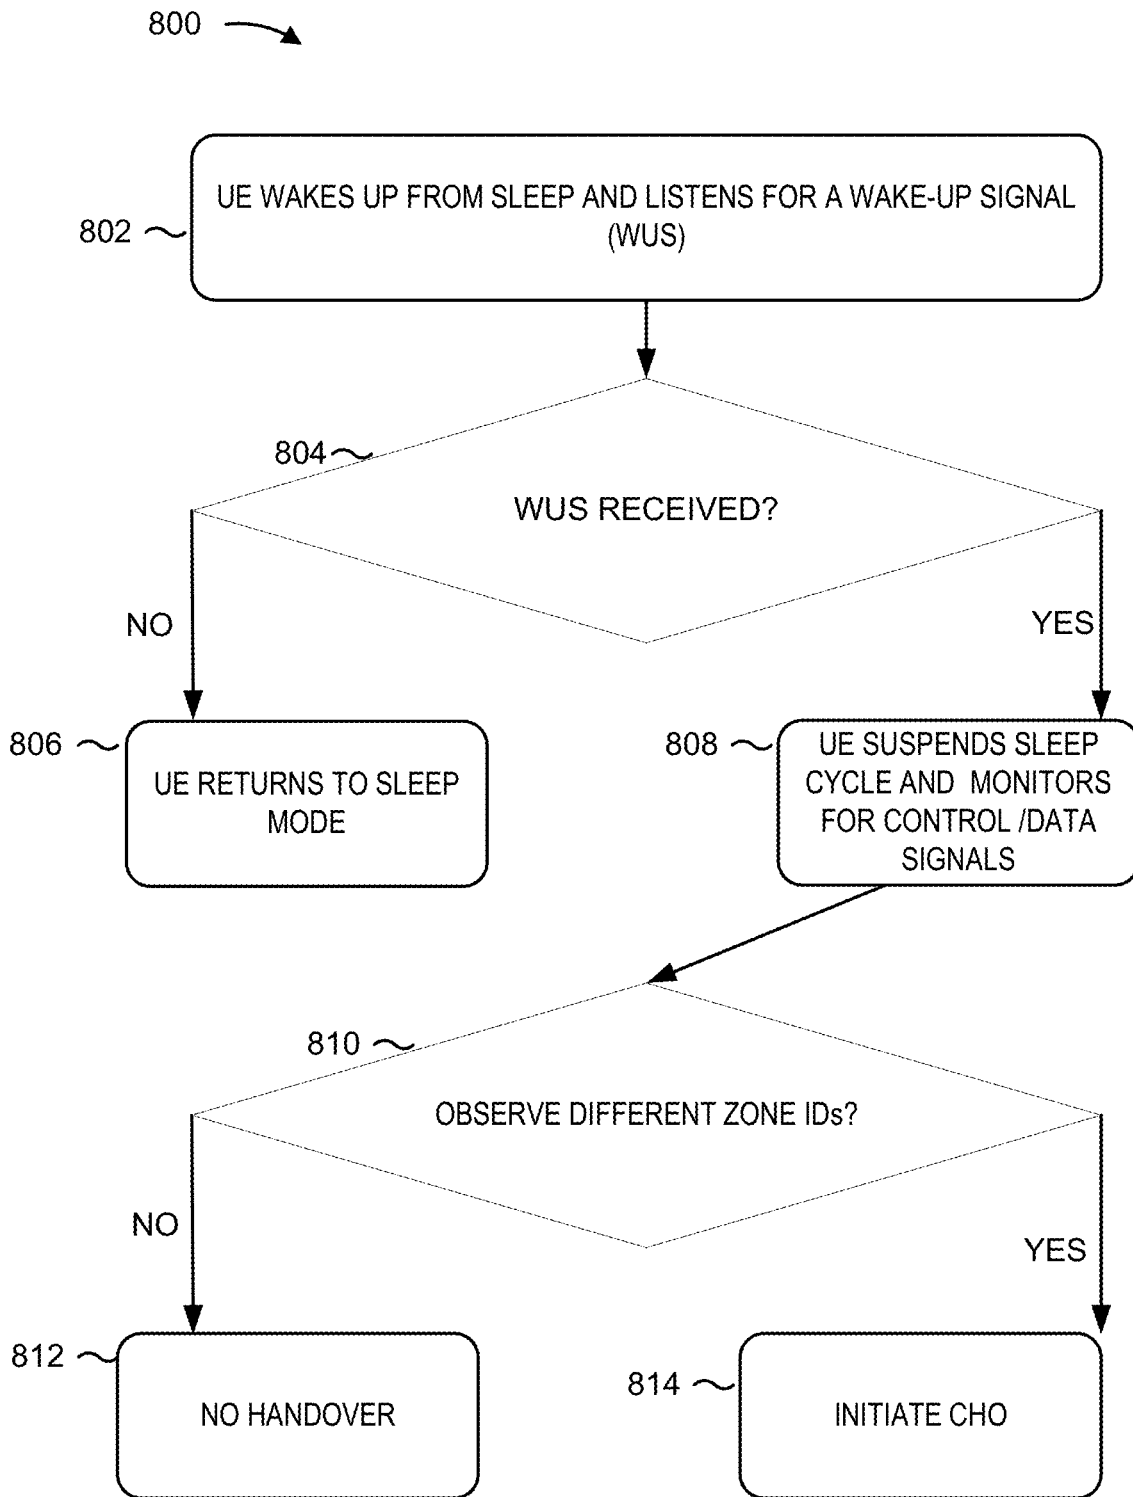 800
UE WAKES UP FROM SLEEP AND LISTENS FOR A WAKE-UP SIGNAL
(WUS)
802
804
WUS RECEIVED?
NO
YES
806
UE RETURNS TO SLEEP
MODE
808
UE SUSPENDS SLEEP
CYCLE AND MONITORS
FOR CONTROL /DATA
SIGNALS
810
OBSERVE DIFFERENT ZONE IDs?
NO
YES
812
NO HANDOVER
814
INITIATE CHO